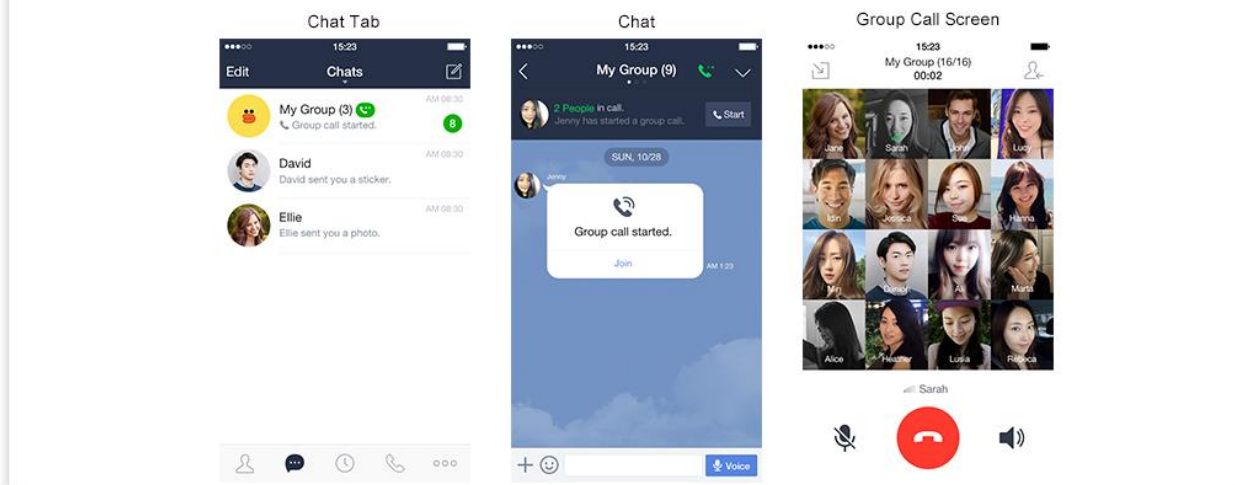 Chat Tab
15:23
Edit
Chats
My Group (3)
AM 08:30
Group call started.
8
David
AM 08:30
David sent you a sticker.
Ellie
AM 08:30
Ellie sent you a photo.
Chat
15:23
My Group (9)
2 People in call.
Jenny has started a group call.
Start
SUN, 10/28
Jenny
Group call started.
Join
AM 1:23
Voice
Group Call Screen
15:23
My Group (16/16)
00:02
Jane
Sarah
John
Lucy
Idin
Jessica
Sue
Hanna
Min
Daniel
Ali
Marta
Alice
Heather
Lusia
Rebeca
Sarah